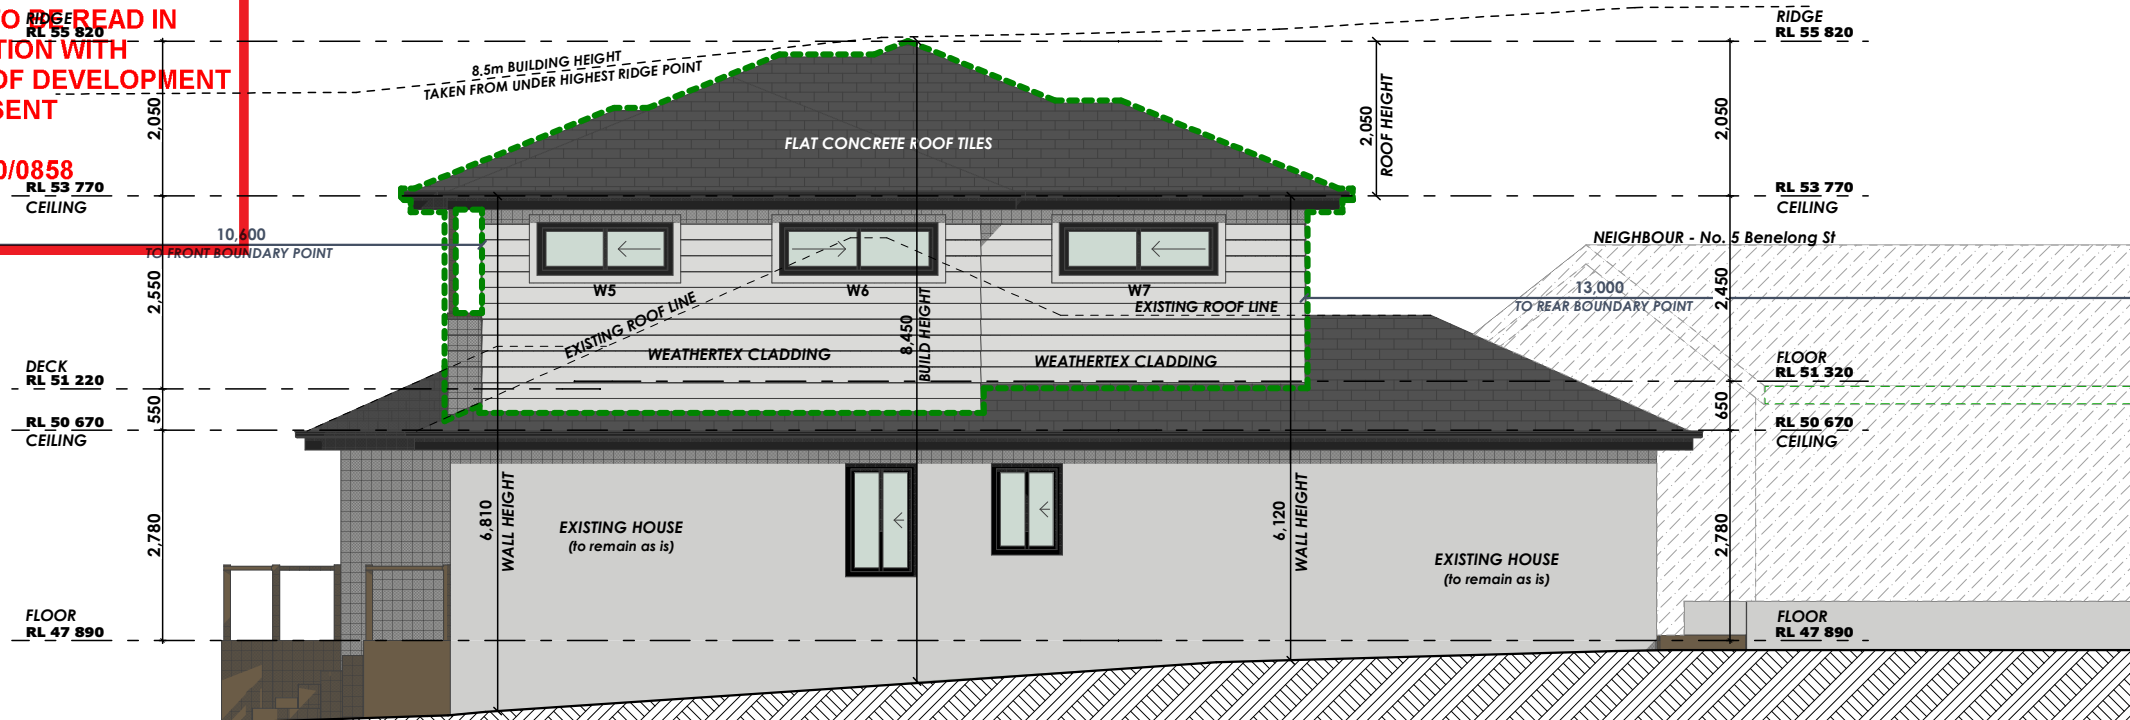 O BE READ IN
RIDGE
RL 55 820
TION WITH
OF DEVELOPMENT
SENT
0/0858
RL 53 770
CEILING
10,600
TO FRONT BOUNDARY POINT
DECK
RL 51 220
RL 50 670
CEILING
FLOOR
RL 47 890
2,050
2,550
550
2,780
8.5m BUILDING HEIGHT
TAKEN FROM UNDER HIGHEST RIDGE POINT
FLAT CONCRETE ROOF TILES
W5
W6
W7
EXISTING ROOF LINE
EXISTING ROOF LINE
WEATHERTEX CLADDING
WEATHERTEX CLADDING
8,450
BUILD HEIGHT
6,810
WALL HEIGHT
EXISTING HOUSE
(to remain as is)
6,120
WALL HEIGHT
EXISTING HOUSE
(to remain as is)
2,050
ROOF HEIGHT
RIDGE
RL 55 820
2,050
RL 53 770
CEILING
NEIGHBOUR - No. 5 Benelong St
13,000
TO REAR BOUNDARY POINT
2,450
FLOOR
RL 51 320
650
RL 50 670
CEILING
2,780
FLOOR
RL 47 890